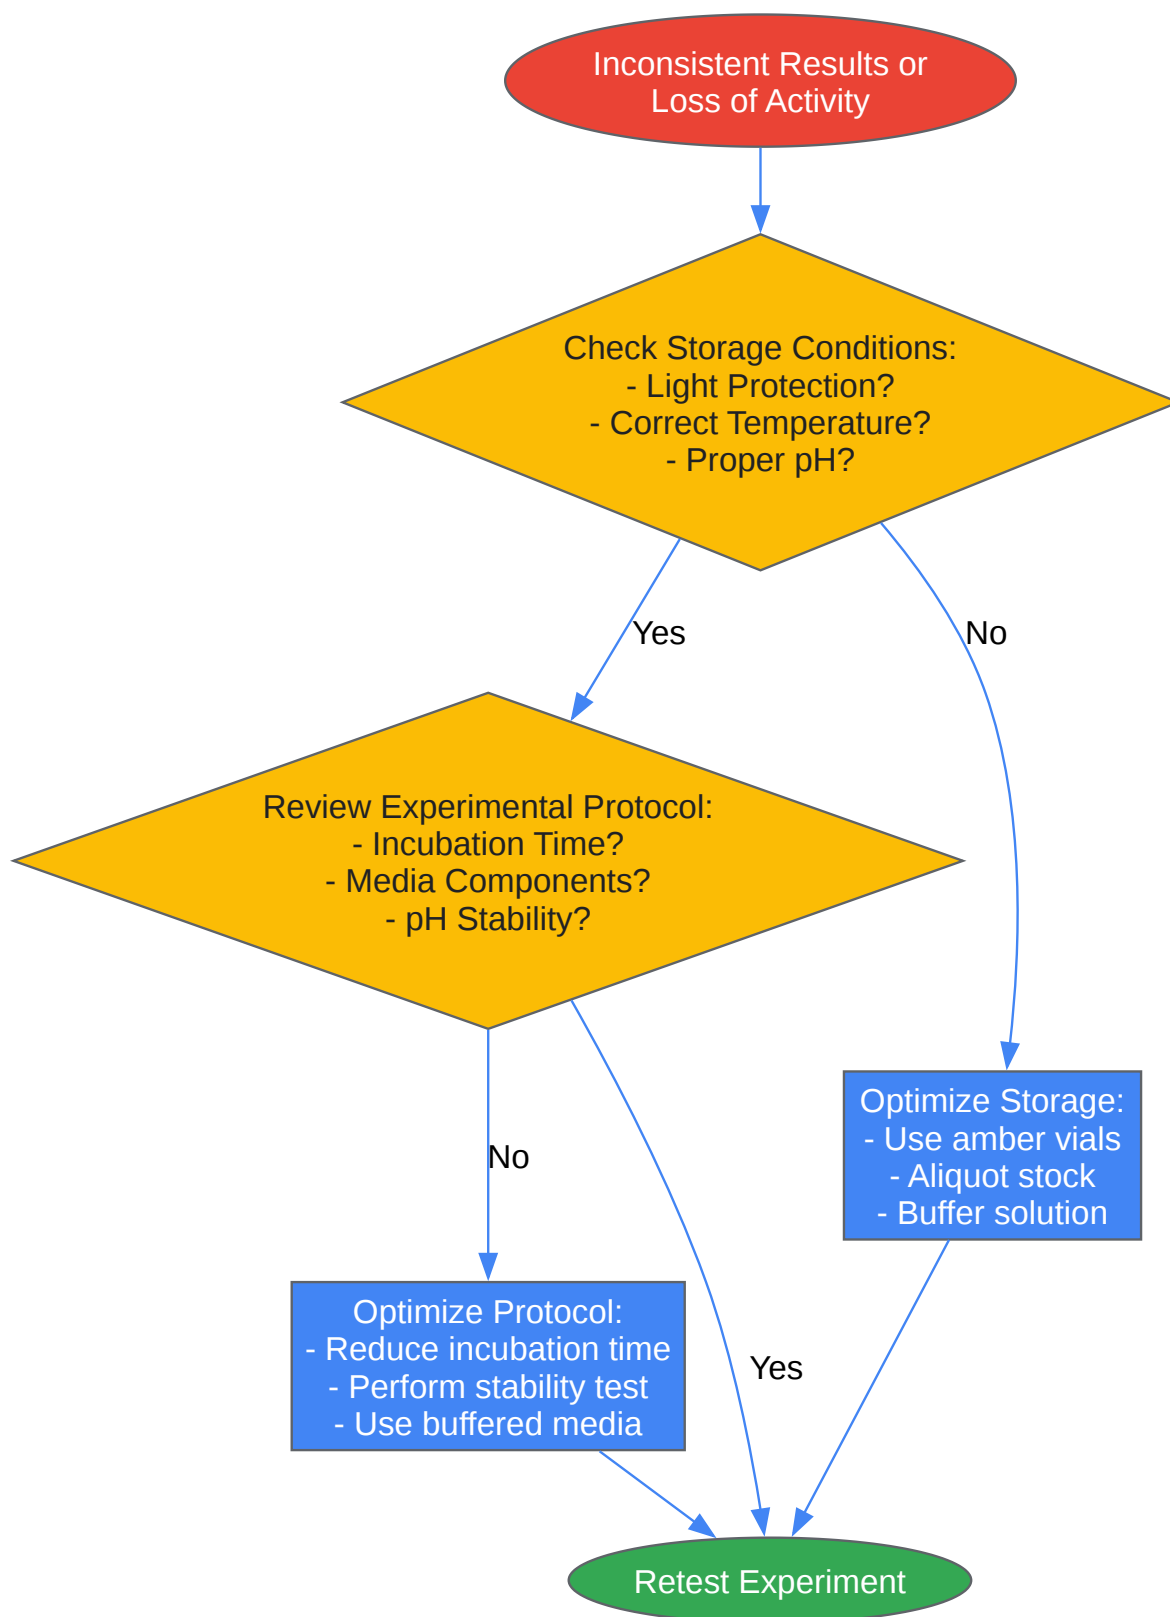 Inconsistent Results or
Loss of Activity
Check Storage Conditions:
- Light Protection?
- Correct Temperature?
- Proper pH?
Yes
No
Review Experimental Protocol:
- Incubation Time?
- Media Components?
- pH Stability?
Optimize Storage:
- Use amber vials
- Aliquot stock
- Buffer solution
No
Optimize Protocol:
- Reduce incubation time
- Perform stability test
- Use buffered media
Yes
Retest Experiment